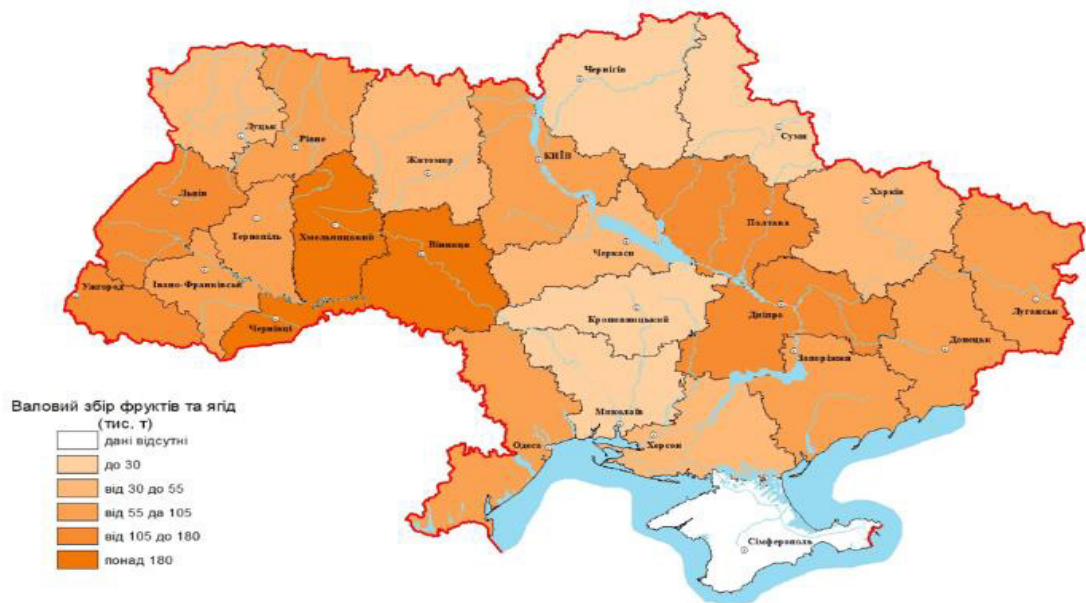 Чернігів
Суми
Луцьк
Рівне
Житомир
КИЇВ
Львів
Тернопіль
Хмельницький
Вінниця
Харків
Полтава
Черкаси
Ужгород
Івано-Франківськ
Чернівці
Кропивницький
Дніпро
Луганськ
Донецьк
Запоріжжя
Миколаїв
Одеса
Херсон
Сімферополь
Валовий збір фруктів та ягід
(тис. т)
дані відсутні
до 30
від 30 до 55
від 55 да 105
від 105 до 180
понад 180